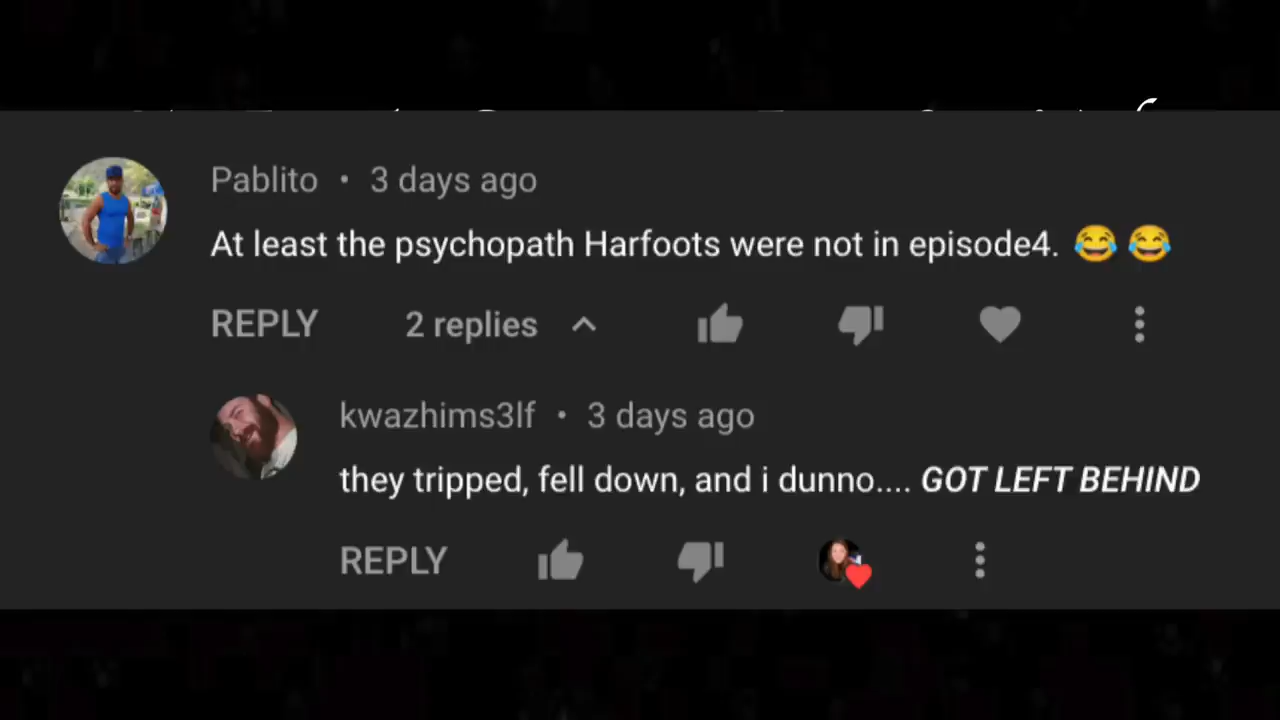 Pablito • 3 days ago
At least the psychopath Harfoots were not in episode4. 😂 😂
REPLY 2 replies
kwazhims3lf • 3 days ago
they tripped, fell down, and i dunno.... GOT LEFT BEHIND
REPLY